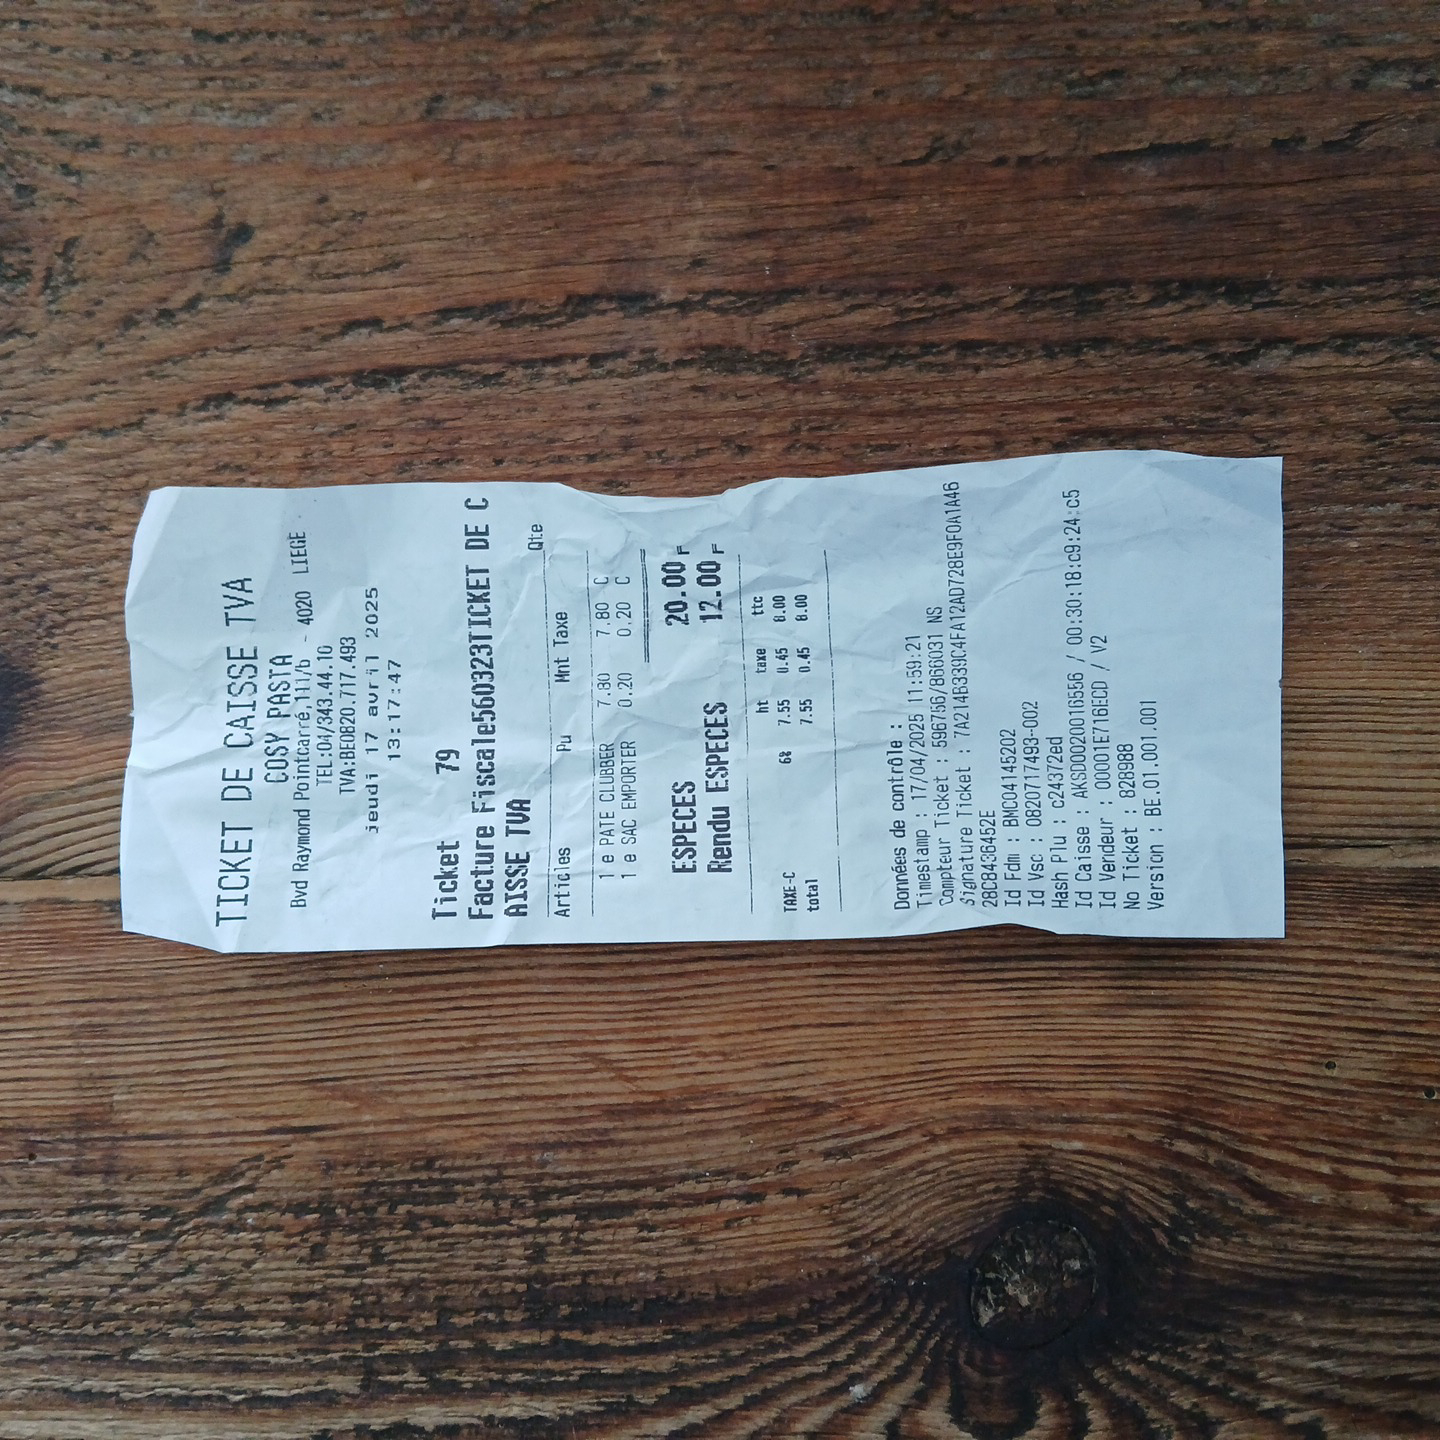 TICKET DE CAISSE TVA
COSY PASTA
Bvd Raymond Pointcarré,111/b - 4020 LIEGE
TEL:04/343.44.10
TVA:BE0820.717.493
jeudi 17 avril 2025
13:17:47
Ticket 79
Facture Fiscale560323TICKET DE C
AISSE TVA
Qte
Articles Pu Mnt Taxe
1 e PATE CLUBBER 7.80 7.80 C
1 e SAC EMPORTER 0.20 0.20 C
ESPECES 20.00
Rendu ESPECES 12.00
ht taxe ttc
TAXE-C 6% 7.55 0.45 8.00
total 7.55 0.45 8.00
Données de contrôle :
Timestamp : 17/04/2025 11:59:21
Compteur Ticket : 596756/866031 NS
Signature Ticket : 7A214B339C4FA12AD728E9F0A1A46
28C8436452E
Id Fdm : BMC04145202
Id Vsc : 0820717493-002
Hash Plu : c24372ed
Id Caisse : AKSD00020016556 / 00:30:18:c9:24:c5
Id Vendeur : 00001E716ECD / V2
No Ticket : 828988
Version : BE.01.001.001